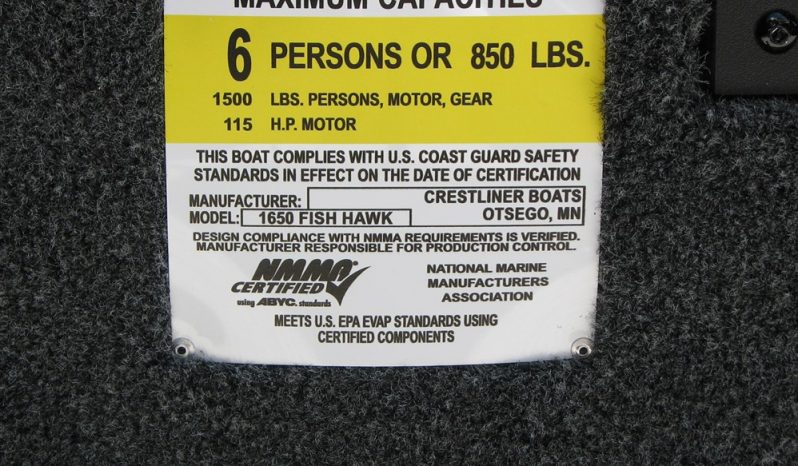 MAXIMUM CAPACITIES
6 PERSONS OR 850 LBS.
1500 LBS. PERSONS, MOTOR, GEAR
115 H.P. MOTOR
THIS BOAT COMPLIES WITH U.S. COAST GUARD SAFETY
STANDARDS IN EFFECT ON THE DATE OF CERTIFICATION
MANUFACTURER: CRESTLINER BOATS
OTSEGO, MN
MODEL: 1650 FISH HAWK
DESIGN COMPLIANCE WITH NMMA REQUIREMENTS IS VERIFIED.
MANUFACTURER RESPONSIBLE FOR PRODUCTION CONTROL.
NMMA
CERTIFIED
using ABYC. standards
NATIONAL MARINE
MANUFACTURERS
ASSOCIATION
MEETS U.S. EPA EVAP STANDARDS USING
CERTIFIED COMPONENTS